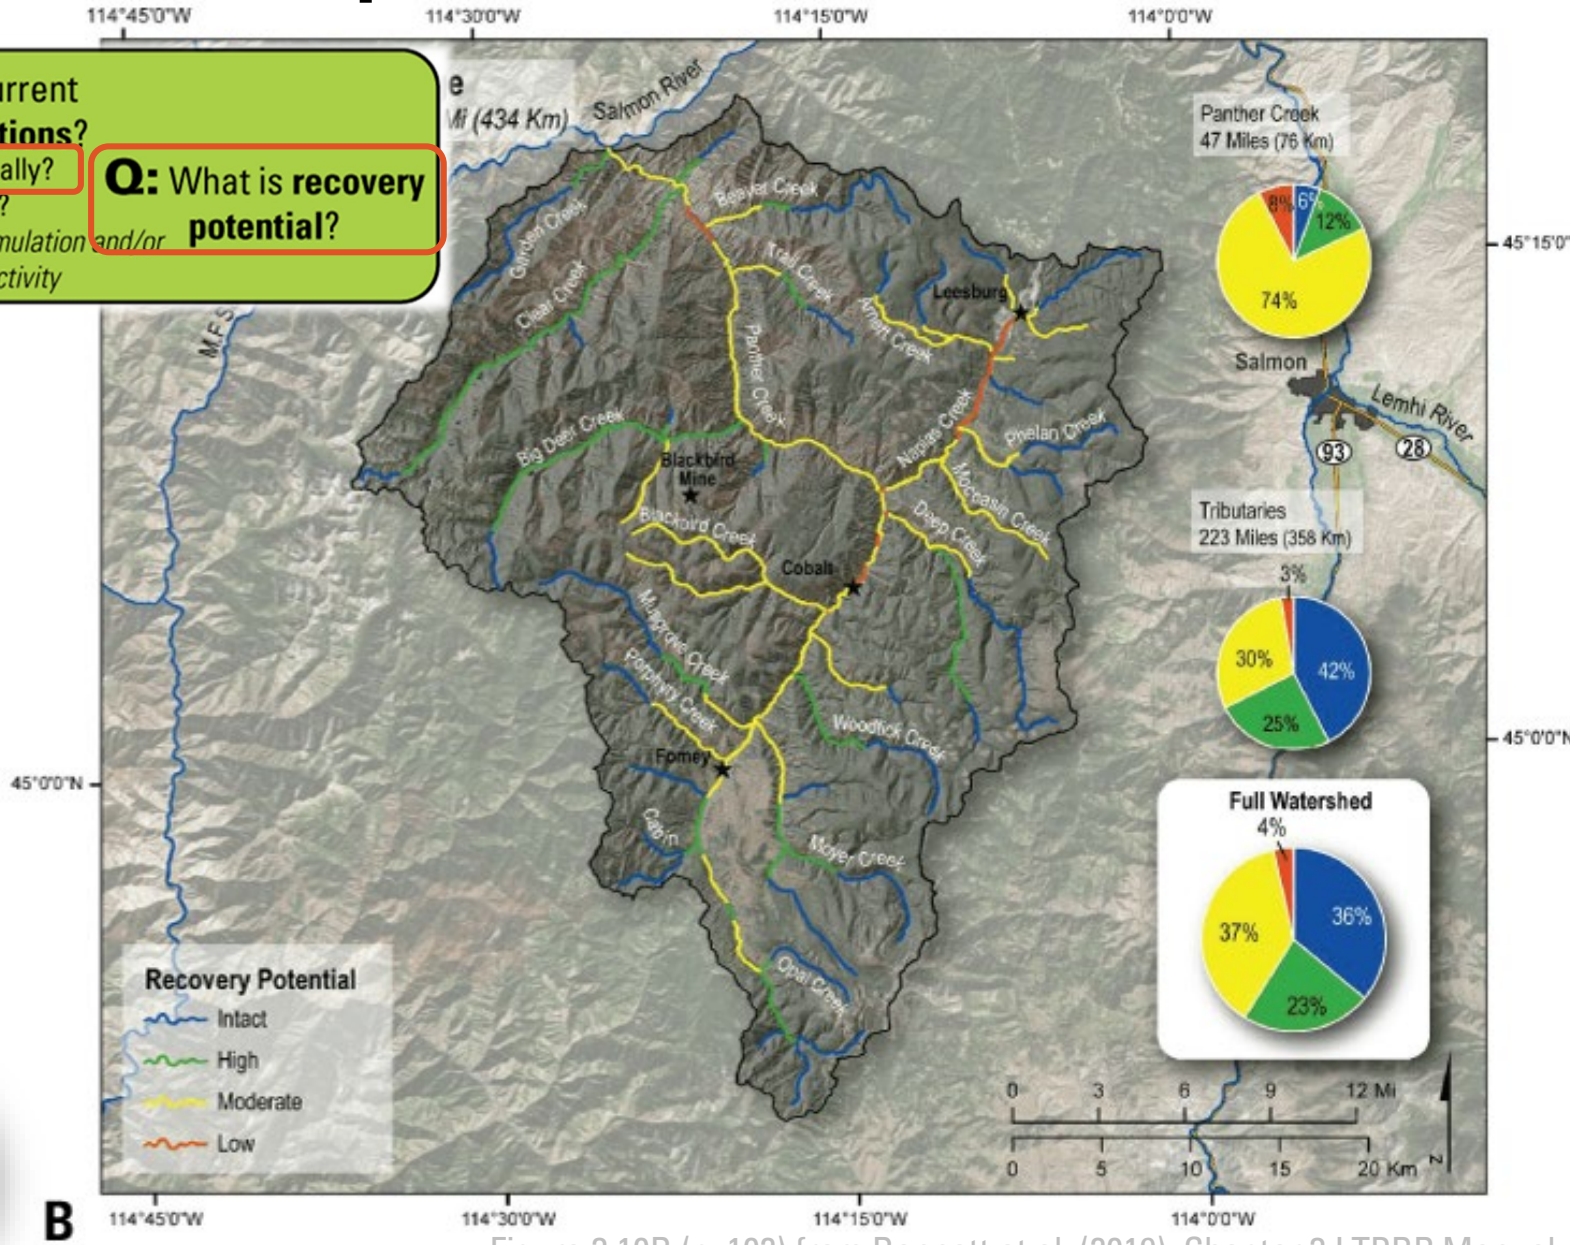 114°45'0"W 114°30'0"W 114°15'0"W 114°0'0"W
urrent
tions?
ally?
?
mulation and/or
ctivity
Q: What is recovery
potential?
e
Mi (434 Km)
Salmon River
M.F.S.
Garden Creek
Clear Creek
Beaver Creek
Trail Creek
Arnett Creek
Leesburg
Panther Creek
Napias Creek
Phelan Creek
Moccasin Creek
Deep Creek
Big Deer Creek
Blackbird
Mine
Blackbird Creek
Cobalt
Musgrove Creek
Porphyry Creek
Woodtick Creek
Forney
Cabin
Moyer Creek
Opal Creek
Panther Creek
47 Miles (76 Km)
8% 6% 12%
74%
45°15'0"
Salmon
Lemhi River
93 28
Tributaries
223 Miles (358 Km)
3%
30% 42%
25%
45°0'0"N
45°0'0"N
Full Watershed
4%
37% 36%
23%
Recovery Potential
Intact
High
Moderate
Low
0 3 6 9 12 Mi
0 5 10 15 20 Km
N
B
114°45'0"W 114°30'0"W 114°15'0"W 114°0'0"W